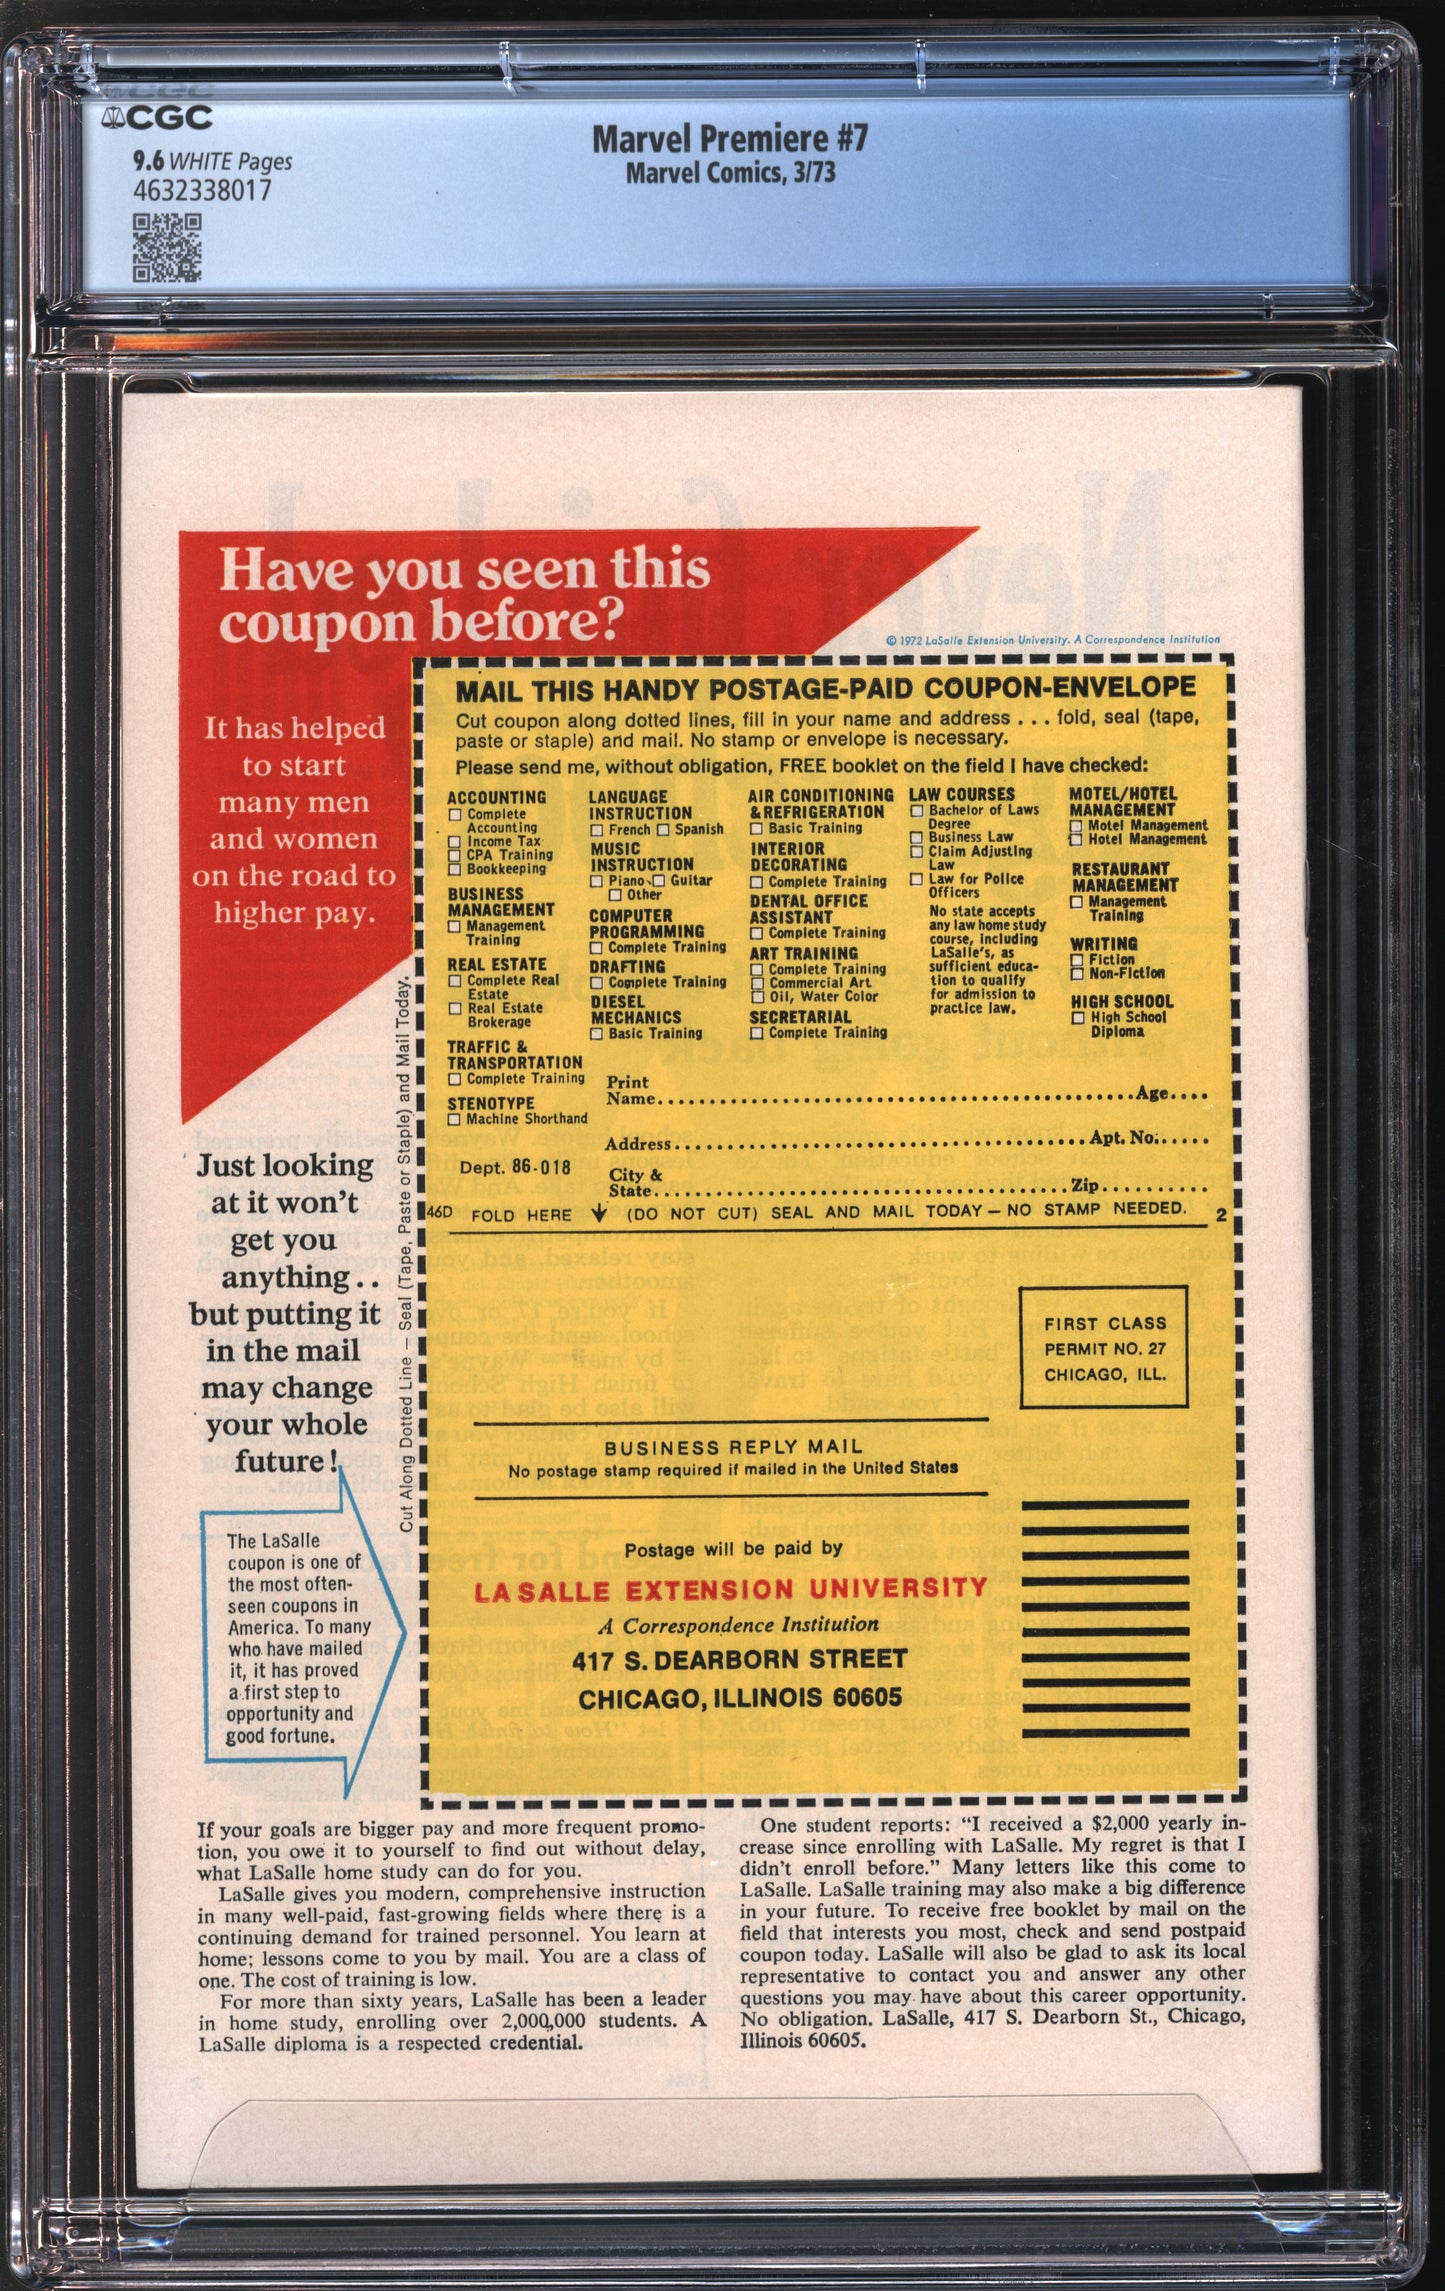 CGC
9.6 WHITE Pages
4632338017
Marvel Premiere #7
Marvel Comics, 3/73
Have you seen this
coupon before?
© 1972 LaSalle Extension University. A Correspondence Institution
It has helped
to start
many men
and women
on the road to
higher pay.
Just looking
at it won't
get you
anything..
but putting it
in the mail
may change
your whole
future!
The LaSalle
coupon is one of
the most often-
seen coupons in
America. To many
who have mailed
it, it has proved
a first step to
opportunity and
good fortune.
Cut Along Dotted Line — Seal (Tape, Paste or Staple) and Mail Today.
MAIL THIS HANDY POSTAGE-PAID COUPON-ENVELOPE
Cut coupon along dotted lines, fill in your name and address . . . fold, seal (tape,
paste or staple) and mail. No stamp or envelope is necessary.
Please send me, without obligation, FREE booklet on the field I have checked:
ACCOUNTING
☐ Complete
Accounting
☐ Income Tax
☐ CPA Training
☐ Bookkeeping
BUSINESS
MANAGEMENT
☐ Management
Training
REAL ESTATE
☐ Complete Real
Estate
☐ Real Estate
Brokerage
TRAFFIC &
TRANSPORTATION
☐ Complete Training
STENOTYPE
☐ Machine Shorthand
LANGUAGE
INSTRUCTION
☐ French ☐ Spanish
MUSIC
INSTRUCTION
☐ Piano ☐ Guitar
☐ Other
COMPUTER
PROGRAMMING
☐ Complete Training
DRAFTING
☐ Complete Training
DIESEL
MECHANICS
☐ Basic Training
AIR CONDITIONING
& REFRIGERATION
☐ Basic Training
INTERIOR
DECORATING
☐ Complete Training
DENTAL OFFICE
ASSISTANT
☐ Complete Training
ART TRAINING
☐ Complete Training
☐ Commercial Art
☐ Oil, Water Color
SECRETARIAL
☐ Complete Training
LAW COURSES
☐ Bachelor of Laws
Degree
☐ Business Law
☐ Claim Adjusting
Law
☐ Law for Police
Officers
No state accepts
any law home study
course, including
LaSalle's, as
sufficient educa-
tion to qualify
for admission to
practice law.
MOTEL/HOTEL
MANAGEMENT
☐ Motel Management
☐ Hotel Management
RESTAURANT
MANAGEMENT
☐ Management
Training
WRITING
☐ Fiction
☐ Non-Fiction
HIGH SCHOOL
☐ High School
Diploma
Print
Name..........Age....
Address..........Apt. No......
Dept. 86-018
City &
State..........Zip..........
46D FOLD HERE ↓ (DO NOT CUT) SEAL AND MAIL TODAY — NO STAMP NEEDED. 2
FIRST CLASS
PERMIT NO. 27
CHICAGO, ILL.
BUSINESS REPLY MAIL
No postage stamp required if mailed in the United States
Postage will be paid by
LA SALLE EXTENSION UNIVERSITY
A Correspondence Institution
417 S. DEARBORN STREET
CHICAGO, ILLINOIS 60605
If your goals are bigger pay and more frequent promo-
tion, you owe it to yourself to find out without delay,
what LaSalle home study can do for you.
LaSalle gives you modern, comprehensive instruction
in many well-paid, fast-growing fields where there is a
continuing demand for trained personnel. You learn at
home; lessons come to you by mail. You are a class of
one. The cost of training is low.
For more than sixty years, LaSalle has been a leader
in home study, enrolling over 2,000,000 students. A
LaSalle diploma is a respected credential.
One student reports: "I received a $2,000 yearly in-
crease since enrolling with LaSalle. My regret is that I
didn't enroll before." Many letters like this come to
LaSalle. LaSalle training may also make a big difference
in your future. To receive free booklet by mail on the
field that interests you most, check and send postpaid
coupon today. LaSalle will also be glad to ask its local
representative to contact you and answer any other
questions you may have about this career opportunity.
No obligation. LaSalle, 417 S. Dearborn St., Chicago,
Illinois 60605.